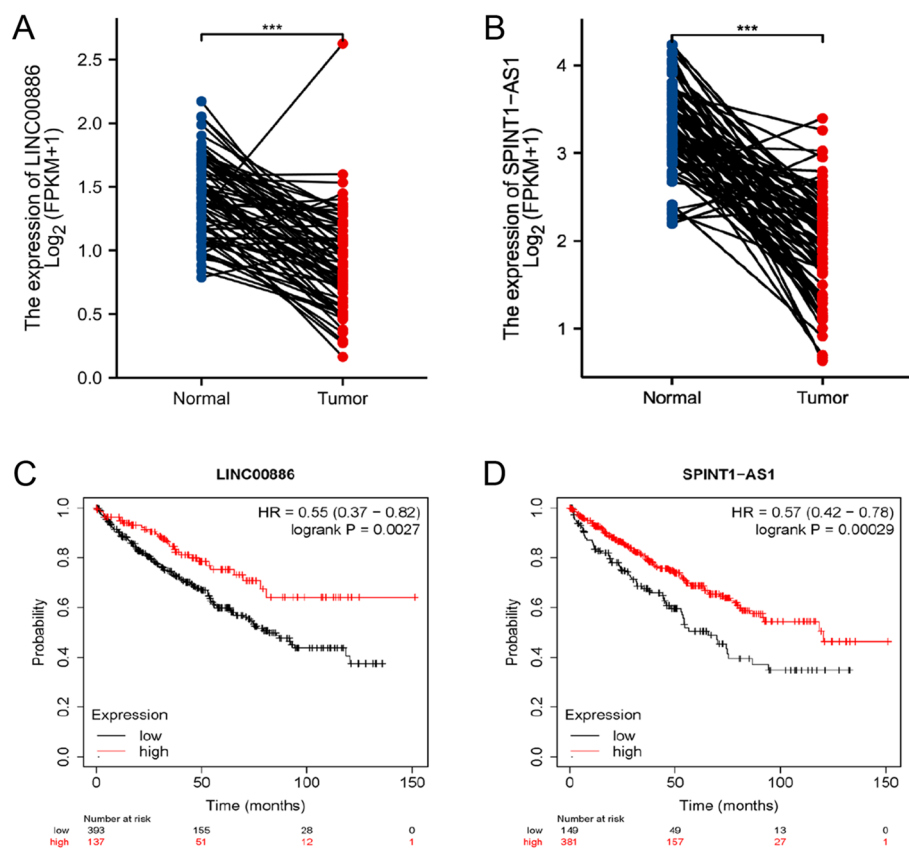 A
The expression of LINC00886
Log2 (FPKM+1)
***
2.5
2.0
1.5
1.0
0.5
0.0
Normal Tumor
B
The expression of SPINT1−AS1
Log2 (FPKM+1)
***
4
3
2
1
Normal Tumor
C
LINC00886
HR = 0.55 (0.37 − 0.82)
logrank P = 0.0027
Probability
1.0
0.8
0.6
0.4
0.2
0.0
Expression
low
high
0 50 100 150
Time (months)
Number at risk
low 393 155 28 0
high 137 51 12 1
D
SPINT1−AS1
HR = 0.57 (0.42 − 0.78)
logrank P = 0.00029
Probability
1.0
0.8
0.6
0.4
0.2
0.0
Expression
low
high
0 50 100 150
Time (months)
Number at risk
low 149 49 13 0
high 381 157 27 1